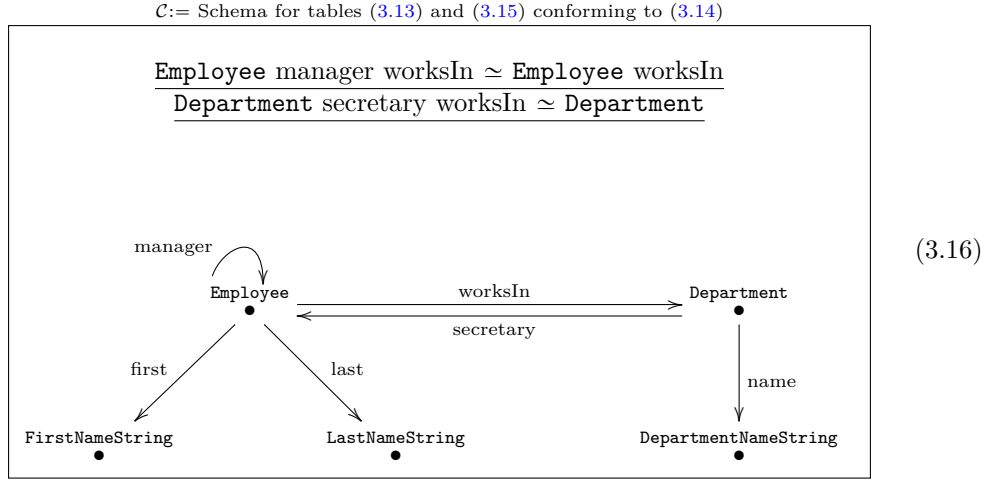 𝒞:= Schema for tables (3.13) and (3.15) conforming to (3.14)
Employee manager worksIn ≃ Employee worksIn
Department secretary worksIn ≃ Department
(3.16)
manager
Employee
worksIn
Department
secretary
first
last
name
FirstNameString
LastNameString
DepartmentNameString